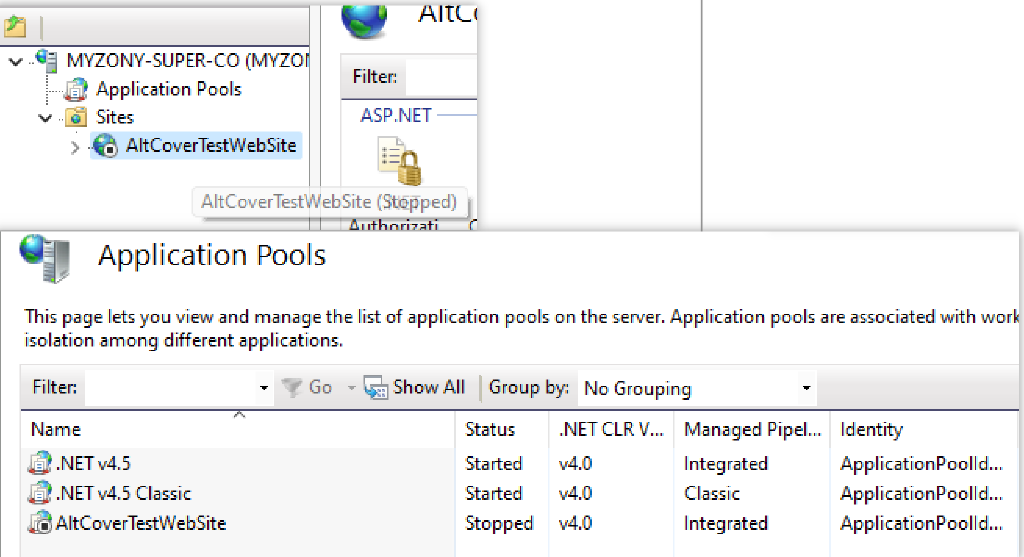 AltCo
MYZONY-SUPER-CO (MYZON
Application Pools
Filter:
Sites
ASP.NET
AltCoverTestWebSite
AltCoverTestWebSite (Stopped)
Authorizati...
Application Pools
This page lets you view and manage the list of application pools on the server. Application pools are associated with work
isolation among different applications.
Filter: Go Show All Group by: No Grouping
Name Status .NET CLR V... Managed Pipel... Identity
.NET v4.5 Started v4.0 Integrated ApplicationPoolId...
.NET v4.5 Classic Started v4.0 Classic ApplicationPoolId...
AltCoverTestWebSite Stopped v4.0 Integrated ApplicationPoolId...